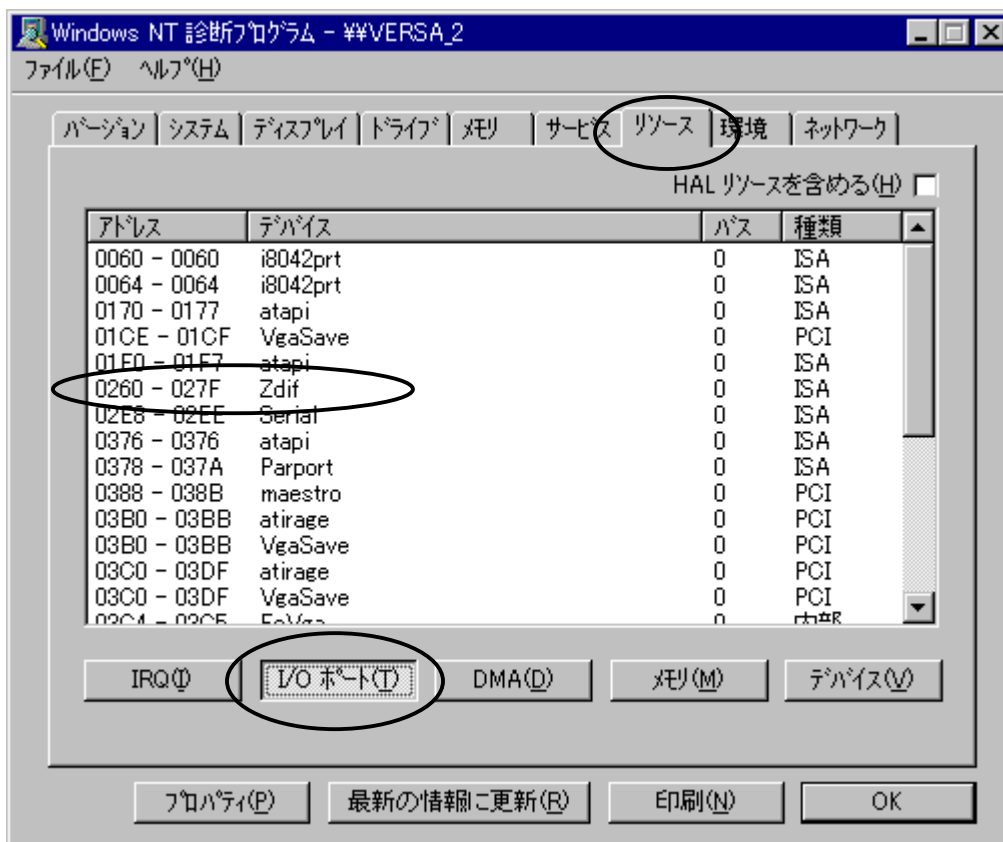 Windows NT 診断ﾌﾟﾛｸﾞﾗﾑ - ¥¥VERSA_2
ﾌｧｲﾙ(F) ﾍﾙﾌﾟ(H)
ﾊﾞｰｼﾞｮﾝ ｼｽﾃﾑ ﾃﾞｨｽﾌﾟﾚｲ ﾄﾞﾗｲﾌﾞ ﾒﾓﾘ ｻｰﾋﾞｽ ﾘｿｰｽ 環境 ﾈｯﾄﾜｰｸ
HAL ﾘｿｰｽを含める(H)
ｱﾄﾞﾚｽ ﾃﾞﾊﾞｲｽ ﾊﾞｽ 種類
0060 - 0060 i8042prt 0 ISA
0064 - 0064 i8042prt 0 ISA
0170 - 0177 atapi 0 ISA
01CE - 01CF VgaSave 0 PCI
01F0 - 01F7 atapi 0 ISA
0260 - 027F Zdif 0 ISA
02E8 - 02EE Serial 0 ISA
0376 - 0376 atapi 0 ISA
0378 - 037A Parport 0 ISA
0388 - 038B maestro 0 PCI
03B0 - 03BB atirage 0 PCI
03B0 - 03BB VgaSave 0 PCI
03C0 - 03DF atirage 0 PCI
03C0 - 03DF VgaSave 0 PCI
03C4 - 03C5 0 内部
IRQ(I) I/O ﾎﾟｰﾄ(T) DMA(D) ﾒﾓﾘ(M) ﾃﾞﾊﾞｲｽ(V)
ﾌﾟﾛﾊﾟﾃｨ(P) 最新の情報に更新(R) 印刷(N) OK